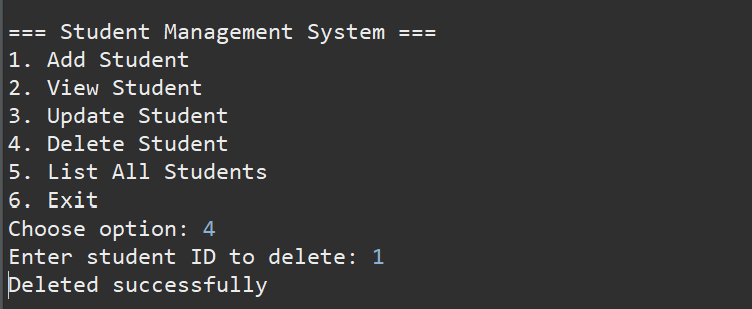 === Student Management System ===
1. Add Student
2. View Student
3. Update Student
4. Delete Student
5. List All Students
6. Exit
Choose option: 4
Enter student ID to delete: 1
Deleted successfully